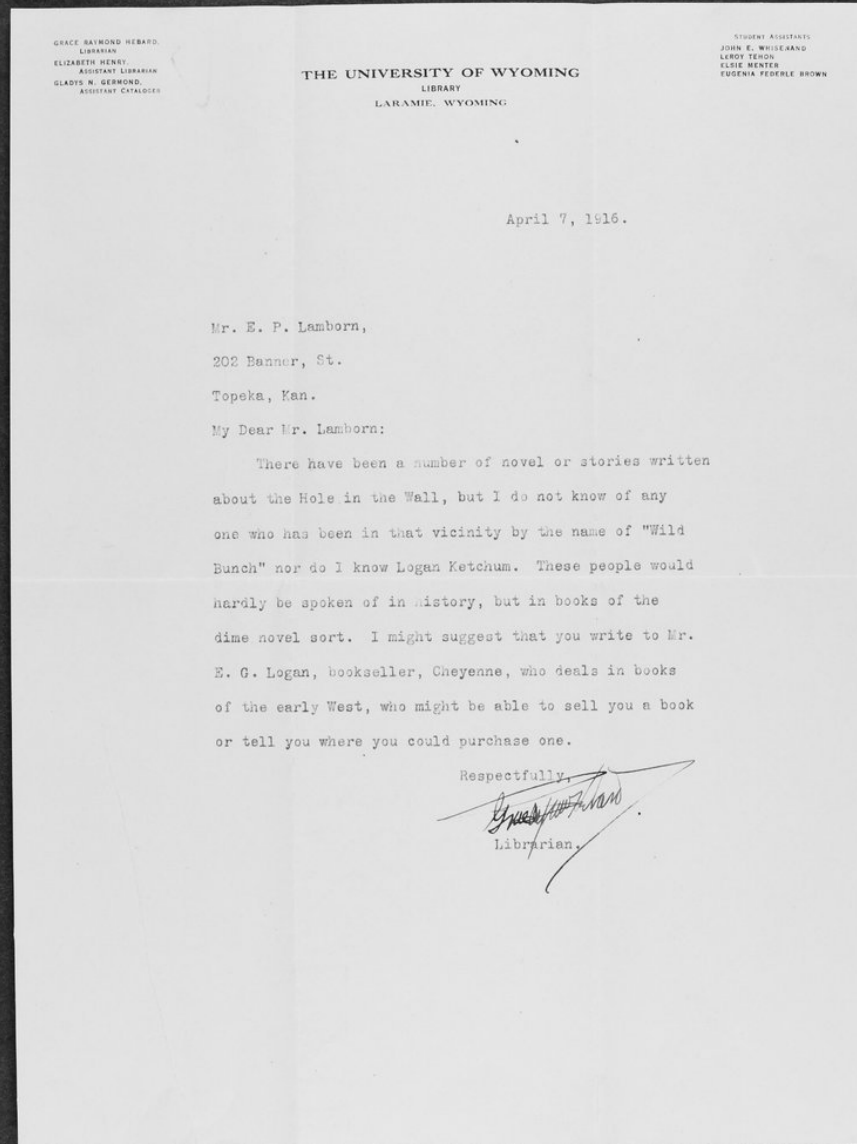 GRACE RAYMOND HEBARD,
LIBRARIAN
ELIZABETH HENRY,
ASSISTANT LIBRARIAN
GLADYS N. GERMOND,
ASSISTANT CATALOGER
THE UNIVERSITY OF WYOMING
LIBRARY
LARAMIE, WYOMING
STUDENT ASSISTANTS
JOHN E. WHISENAND
LEROY TEHON
ELSIE MENTER
EUGENIA FEDERLE BROWN
April 7, 1916.
Mr. E. P. Lamborn,
202 Banner, St.
Topeka, Kan.
My Dear Mr. Lamborn:
There have been a number of novel or stories written
about the Hole in the Wall, but I do not know of any
one who has been in that vicinity by the name of "Wild
Bunch" nor do I know Logan Ketchum. These people would
hardly be spoken of in history, but in books of the
dime novel sort. I might suggest that you write to Mr.
E. G. Logan, bookseller, Cheyenne, who deals in books
of the early West, who might be able to sell you a book
or tell you where you could purchase one.
Respectfully,
Librarian.